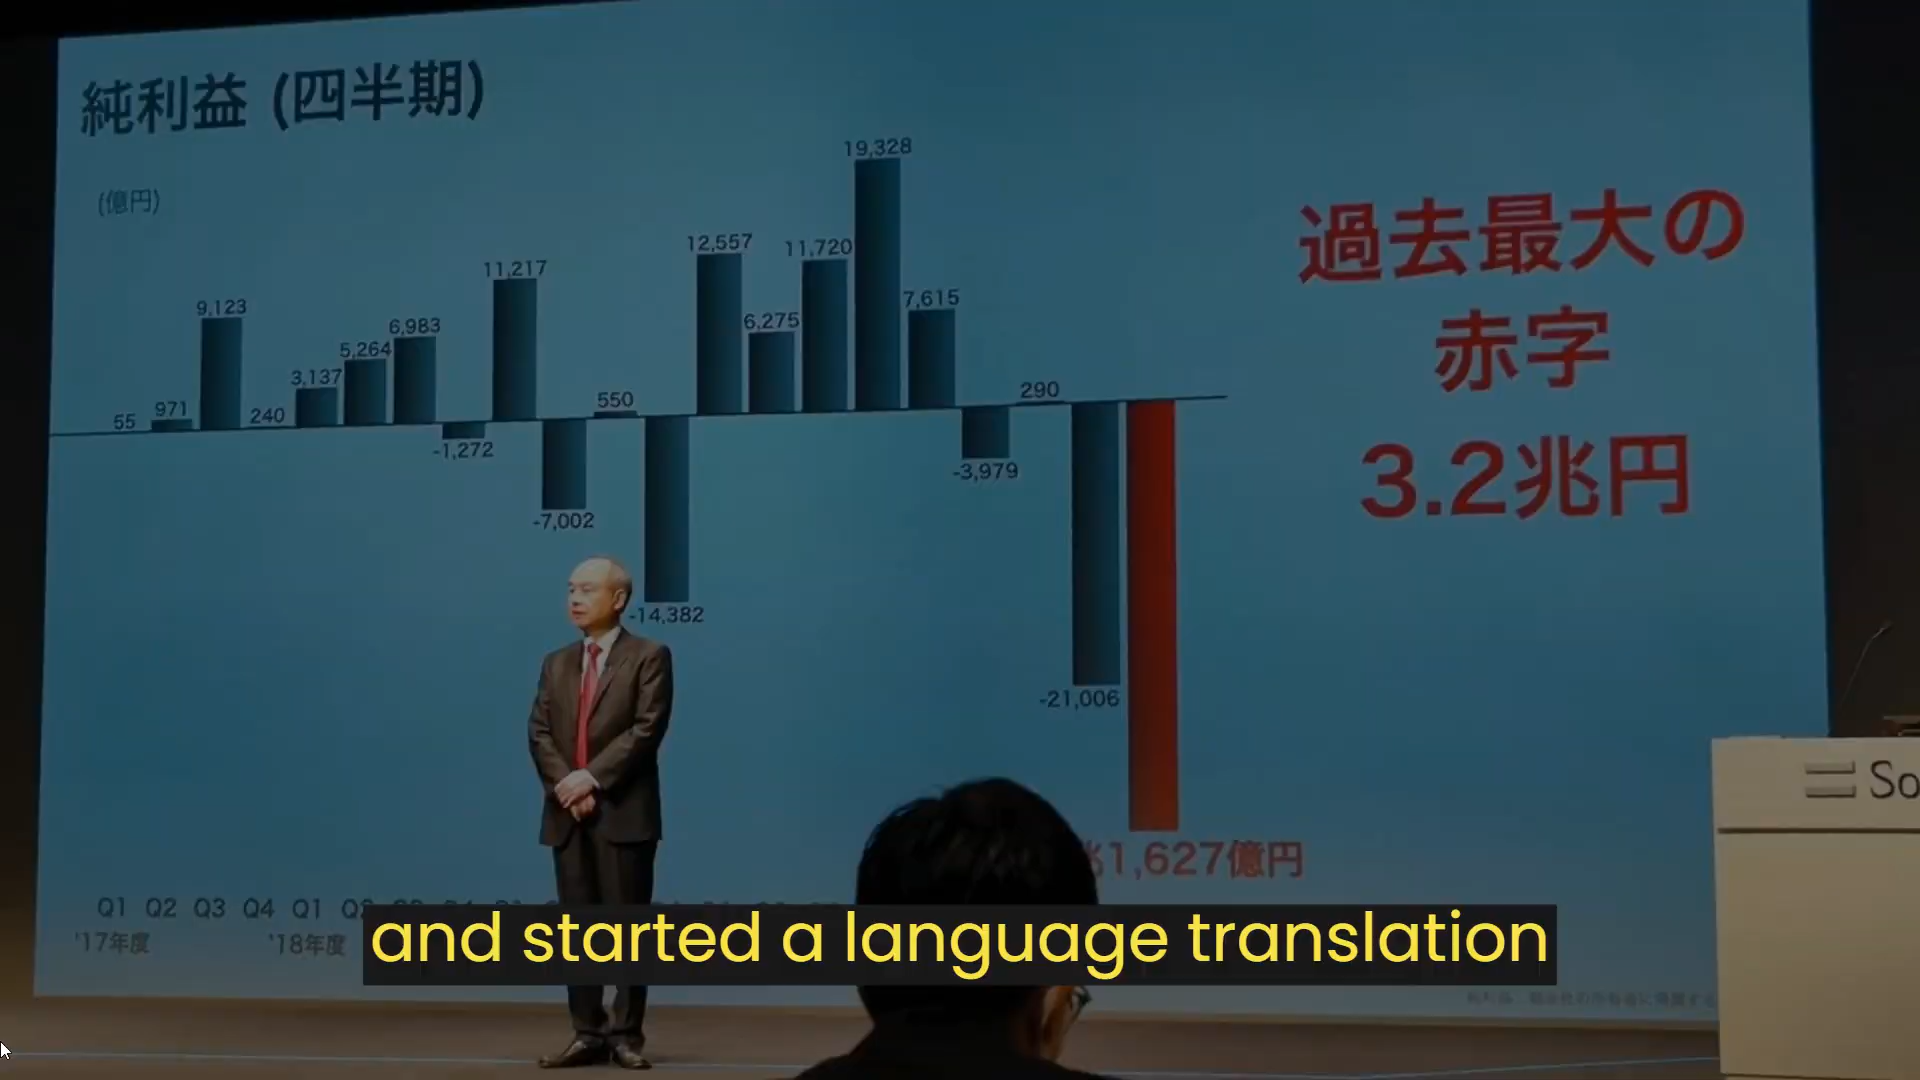 純利益 (四半期)
(億円)
55
971
9,123
240
3,137
5,264
6,983
-1,272
11,217
-7,002
550
-14,382
12,557
6,275
11,720
19,328
7,615
-3,979
290
-21,006
1,627億円
過去最大の
赤字
3.2兆円
Q1 Q2 Q3 Q4 Q1
'17年度 '18年度
So
and started a language translation